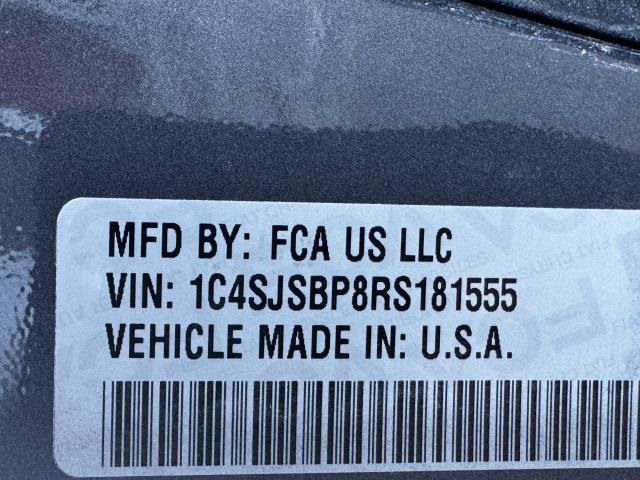 MFD BY: FCA US LLC
VIN: 1C4SJSBP8RS181555
VEHICLE MADE IN: U.S.A.